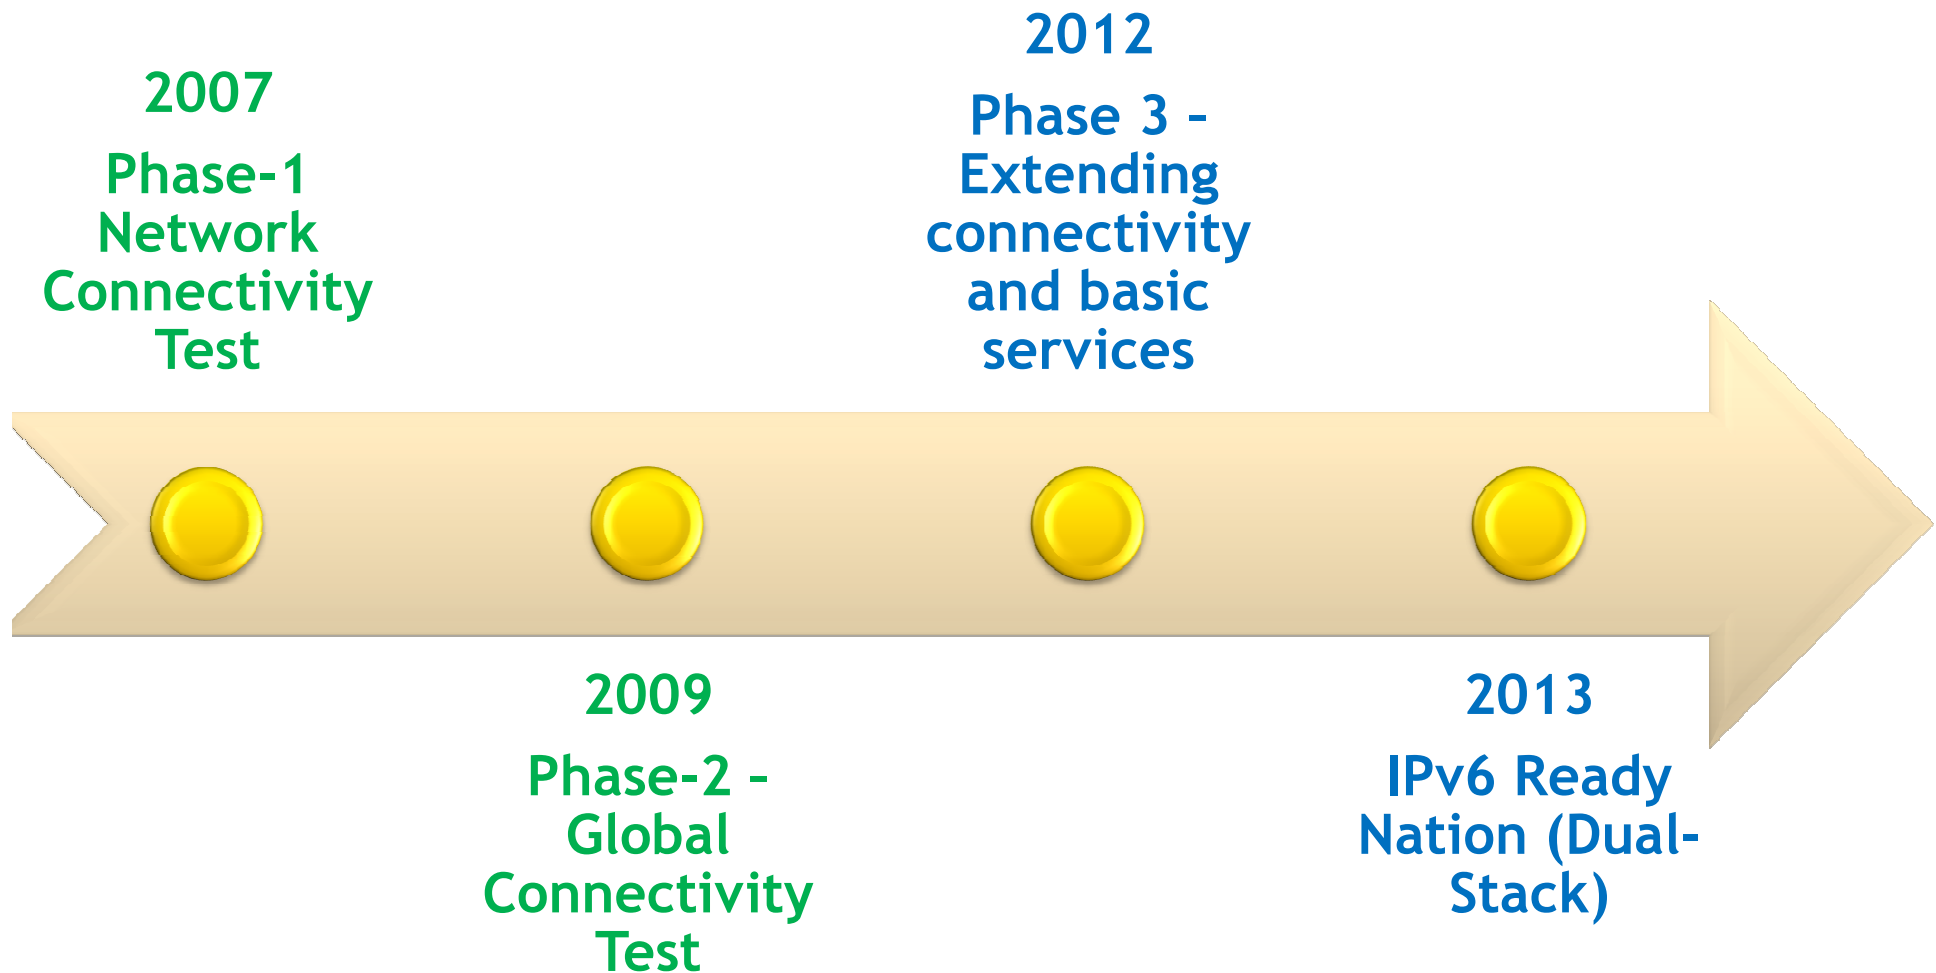 2007
Phase-1
Network
Connectivity
Test
2009
Phase-2 –
Global
Connectivity
Test
2012
Phase 3 –
Extending
connectivity
and basic
services
2013
IPv6 Ready
Nation (Dual-
Stack)